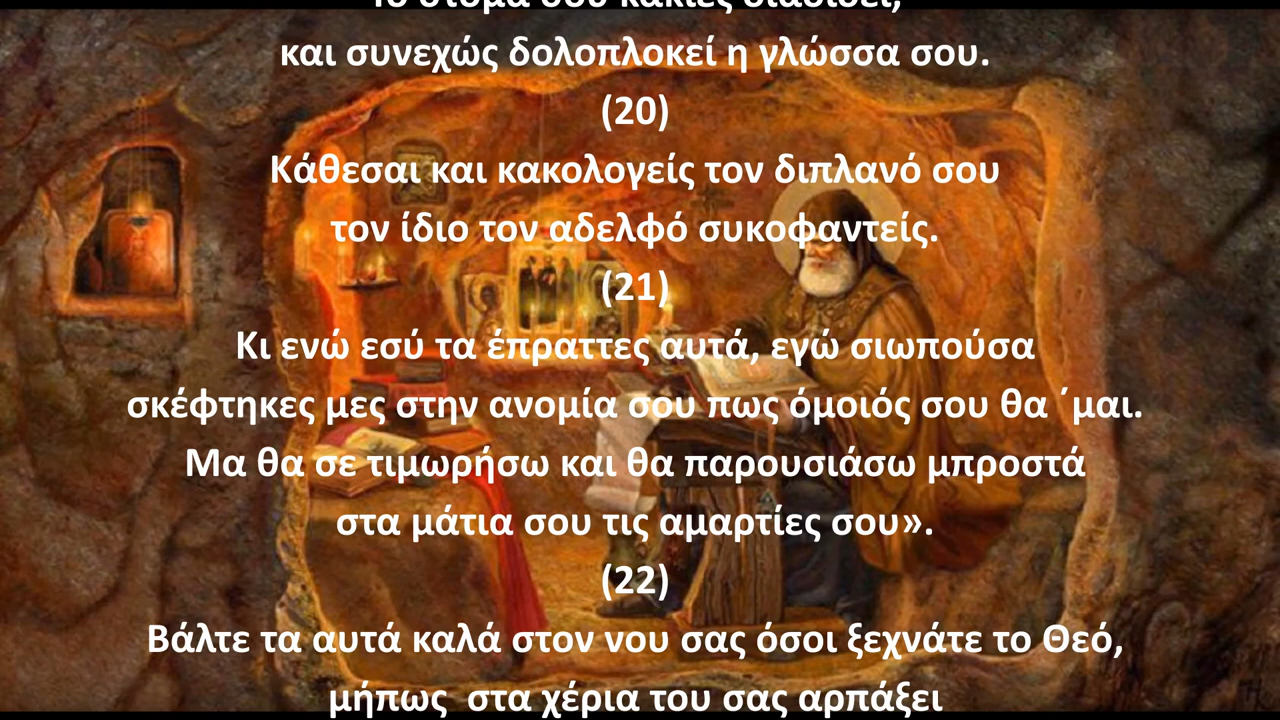 Το στόμα σου κακίες διαδίδει,
και συνεχώς δολοπλοκεί η γλώσσα σου.
(20)
Κάθεσαι και κακολογείς τον διπλανό σου
τον ίδιο τον αδελφό συκοφαντείς.
(21)
Κι ενώ εσύ τα έπραττες αυτά, εγώ σιωπούσα
σκέφτηκες μες στην ανομία σου πως όμοιός σου θα ΄μαι.
Μα θα σε τιμωρήσω και θα παρουσιάσω μπροστά
στα μάτια σου τις αμαρτίες σου».
(22)
Βάλτε τα αυτά καλά στον νου σας όσοι ξεχνάτε το Θεό,
μήπως στα χέρια του σας αρπάξει